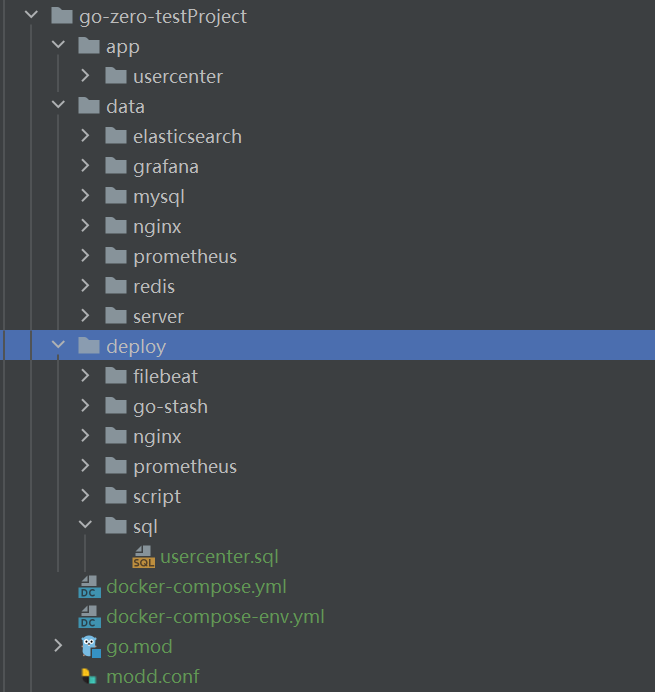 go-zero-testProject
app
usercenter
data
elasticsearch
grafana
mysql
nginx
prometheus
redis
server
deploy
filebeat
go-stash
nginx
prometheus
script
sql
SQL usercenter.sql
DC docker-compose.yml
DC docker-compose-env.yml
go.mod
modd.conf